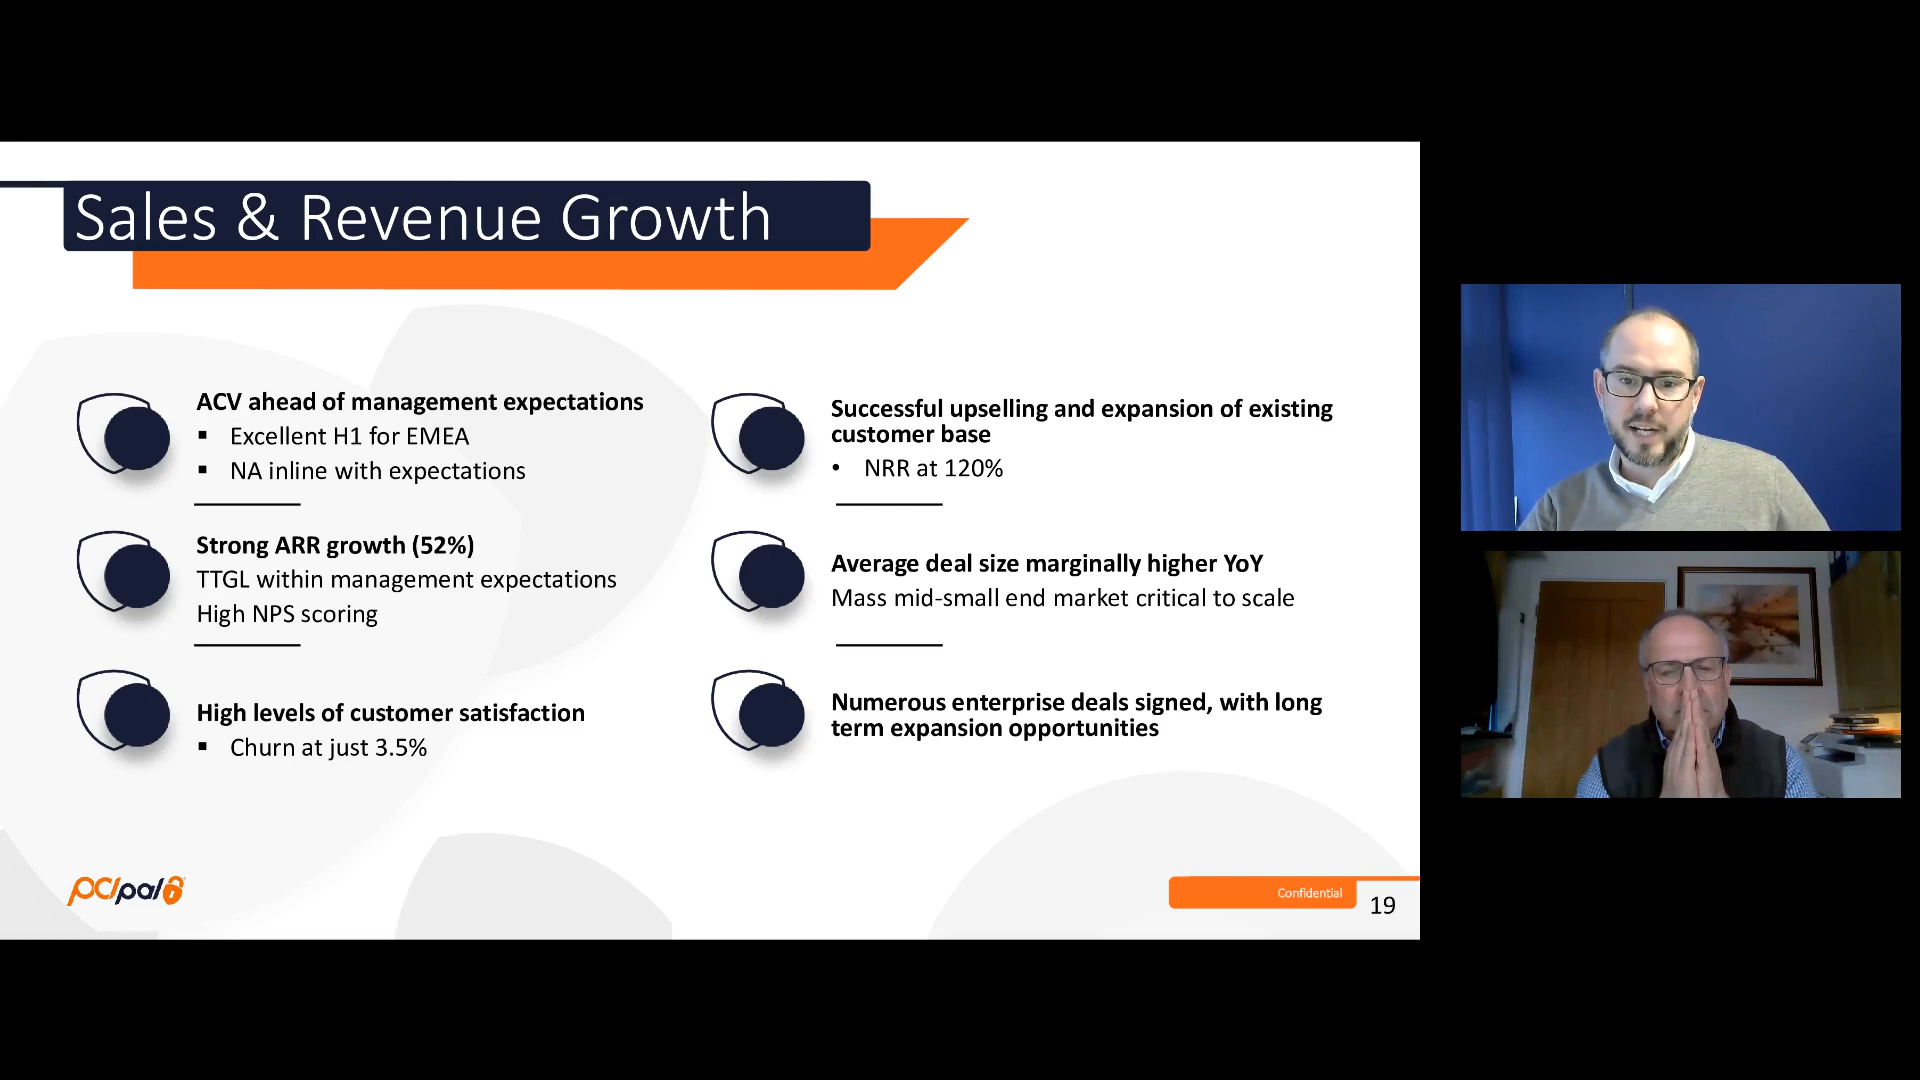 Sales & Revenue Growth
ACV ahead of management expectations
▪ Excellent H1 for EMEA
▪ NA inline with expectations
Strong ARR growth (52%)
TTGL within management expectations
High NPS scoring
High levels of customer satisfaction
▪ Churn at just 3.5%
Successful upselling and expansion of existing
customer base
• NRR at 120%
Average deal size marginally higher YoY
Mass mid-small end market critical to scale
Numerous enterprise deals signed, with long
term expansion opportunities
pcipal
Confidential
19